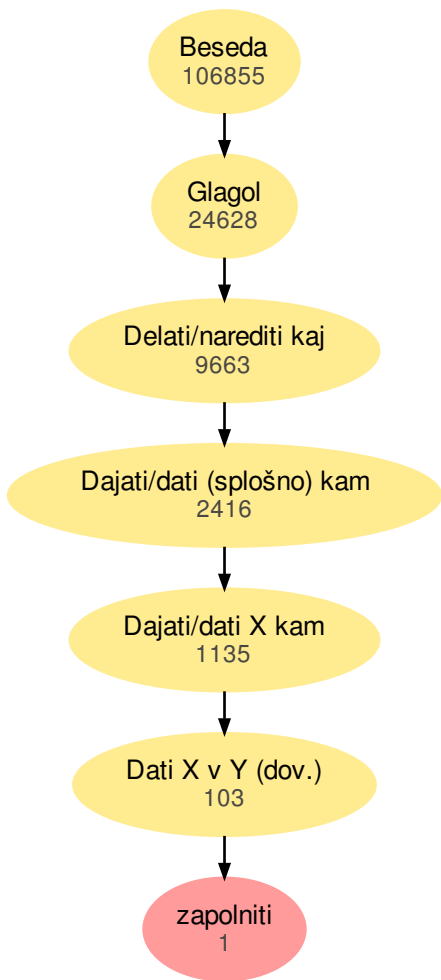 Beseda
106855
Glagol
24628
Delati/narediti kaj
9663
Dajati/dati (splošno) kam
2416
Dajati/dati X kam
1135
Dati X v Y (dov.)
103
zapolniti
1